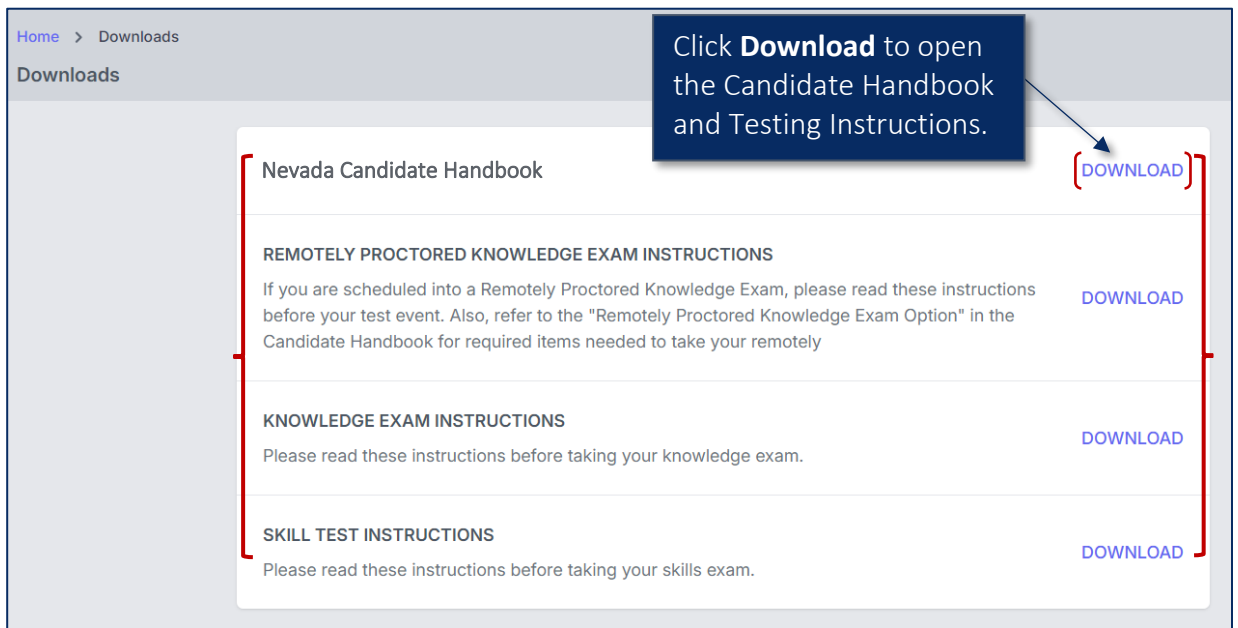 Home > Downloads
Downloads
Click Download to open
the Candidate Handbook
and Testing Instructions.
Nevada Candidate Handbook
DOWNLOAD
REMOTELY PROCTORED KNOWLEDGE EXAM INSTRUCTIONS
If you are scheduled into a Remotely Proctored Knowledge Exam, please read these instructions
before your test event. Also, refer to the "Remotely Proctored Knowledge Exam Option" in the
Candidate Handbook for required items needed to take your remotely
DOWNLOAD
KNOWLEDGE EXAM INSTRUCTIONS
Please read these instructions before taking your knowledge exam.
DOWNLOAD
SKILL TEST INSTRUCTIONS
Please read these instructions before taking your skills exam.
DOWNLOAD